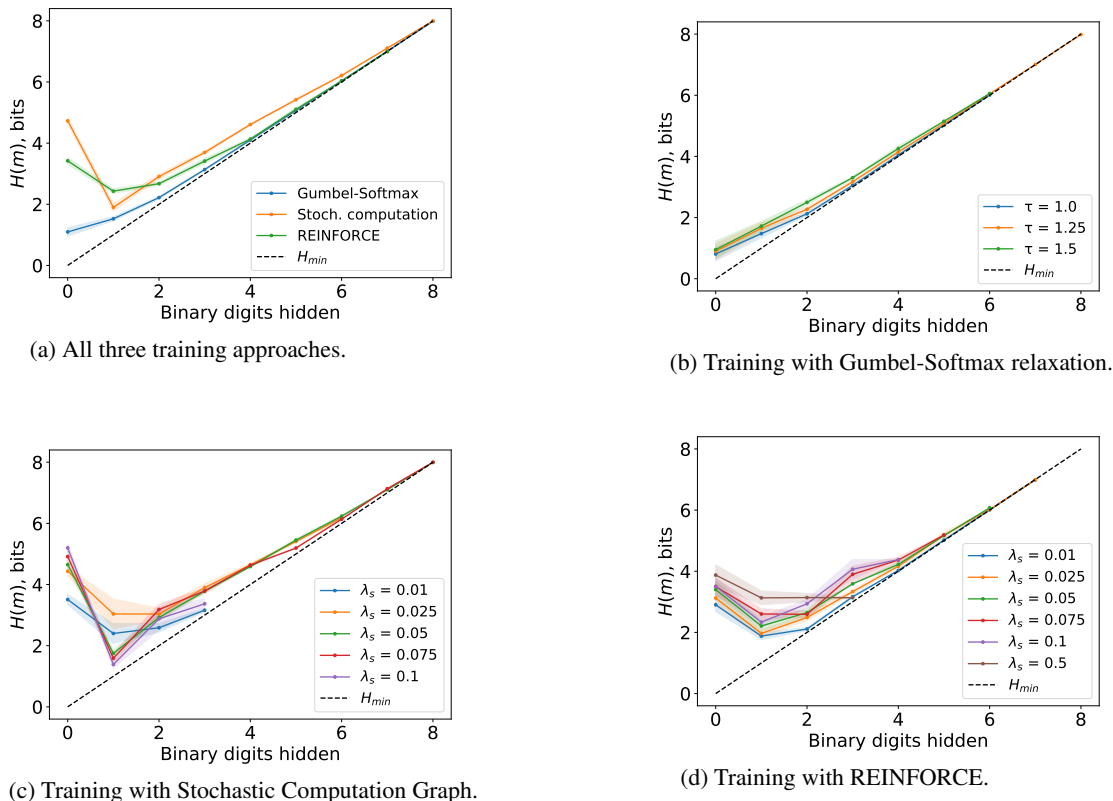 8
6
4
2
0
H(m), bits
Gumbel-Softmax
Stoch. computation
REINFORCE
H_min
0 2 4 6 8
Binary digits hidden
(a) All three training approaches.
8
6
4
2
0
H(m), bits
τ = 1.0
τ = 1.25
τ = 1.5
H_min
0 2 4 6 8
Binary digits hidden
(b) Training with Gumbel-Softmax relaxation.
8
6
4
2
0
H(m), bits
λ_s = 0.01
λ_s = 0.025
λ_s = 0.05
λ_s = 0.075
λ_s = 0.1
H_min
0 2 4 6 8
Binary digits hidden
(c) Training with Stochastic Computation Graph.
8
6
4
2
0
H(m), bits
λ_s = 0.01
λ_s = 0.025
λ_s = 0.05
λ_s = 0.075
λ_s = 0.1
λ_s = 0.5
H_min
0 2 4 6 8
Binary digits hidden
(d) Training with REINFORCE.